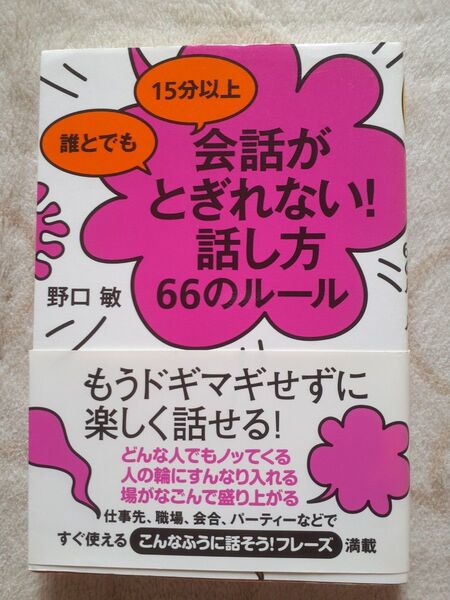 誰とでも
15分以上
会話が
とぎれない!
話し方
66のルール
野口 敏
もうドギマギせずに
楽しく話せる!
どんな人でもノッてくる
人の輪にすんなり入れる
場がなごんで盛り上がる
仕事先、職場、会合、パーティーなどで
すぐ使える こんなふうに話そう!フレーズ 満載